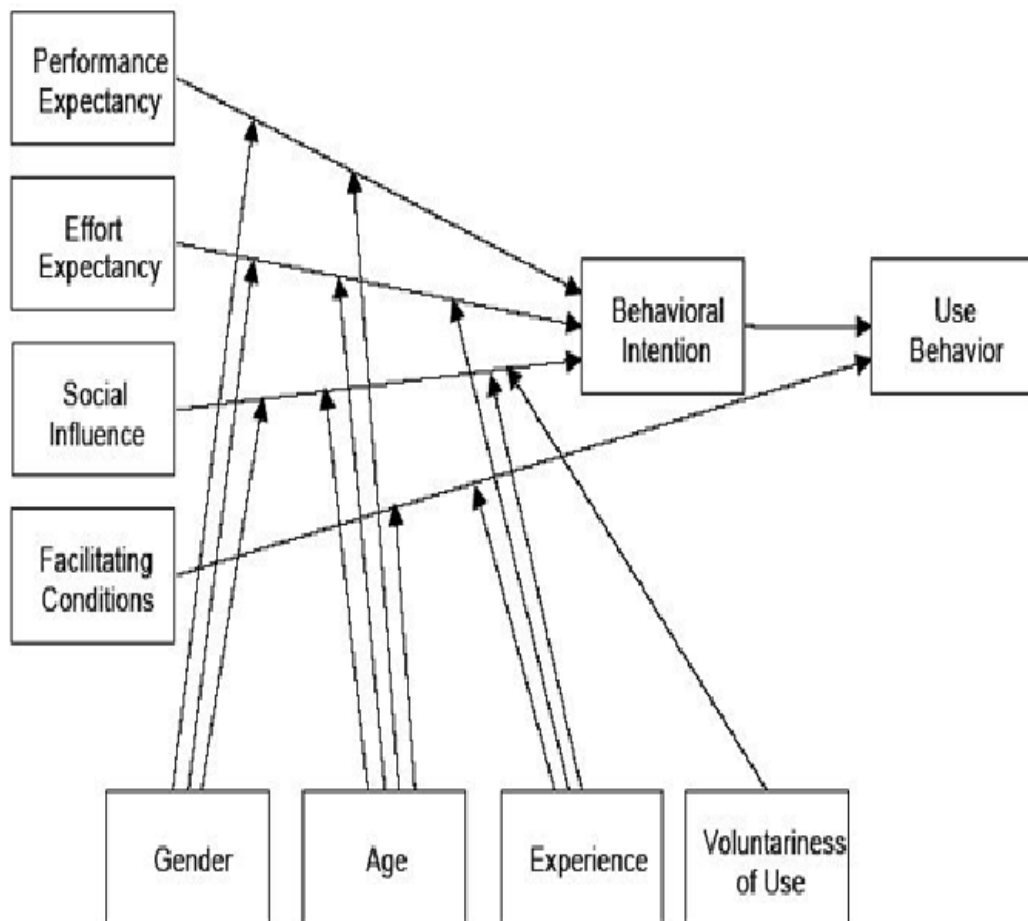 Performance
Expectancy
Effort
Expectancy
Social
Influence
Facilitating
Conditions
Behavioral
Intention
Use
Behavior
Gender
Age
Experience
Voluntariness
of Use